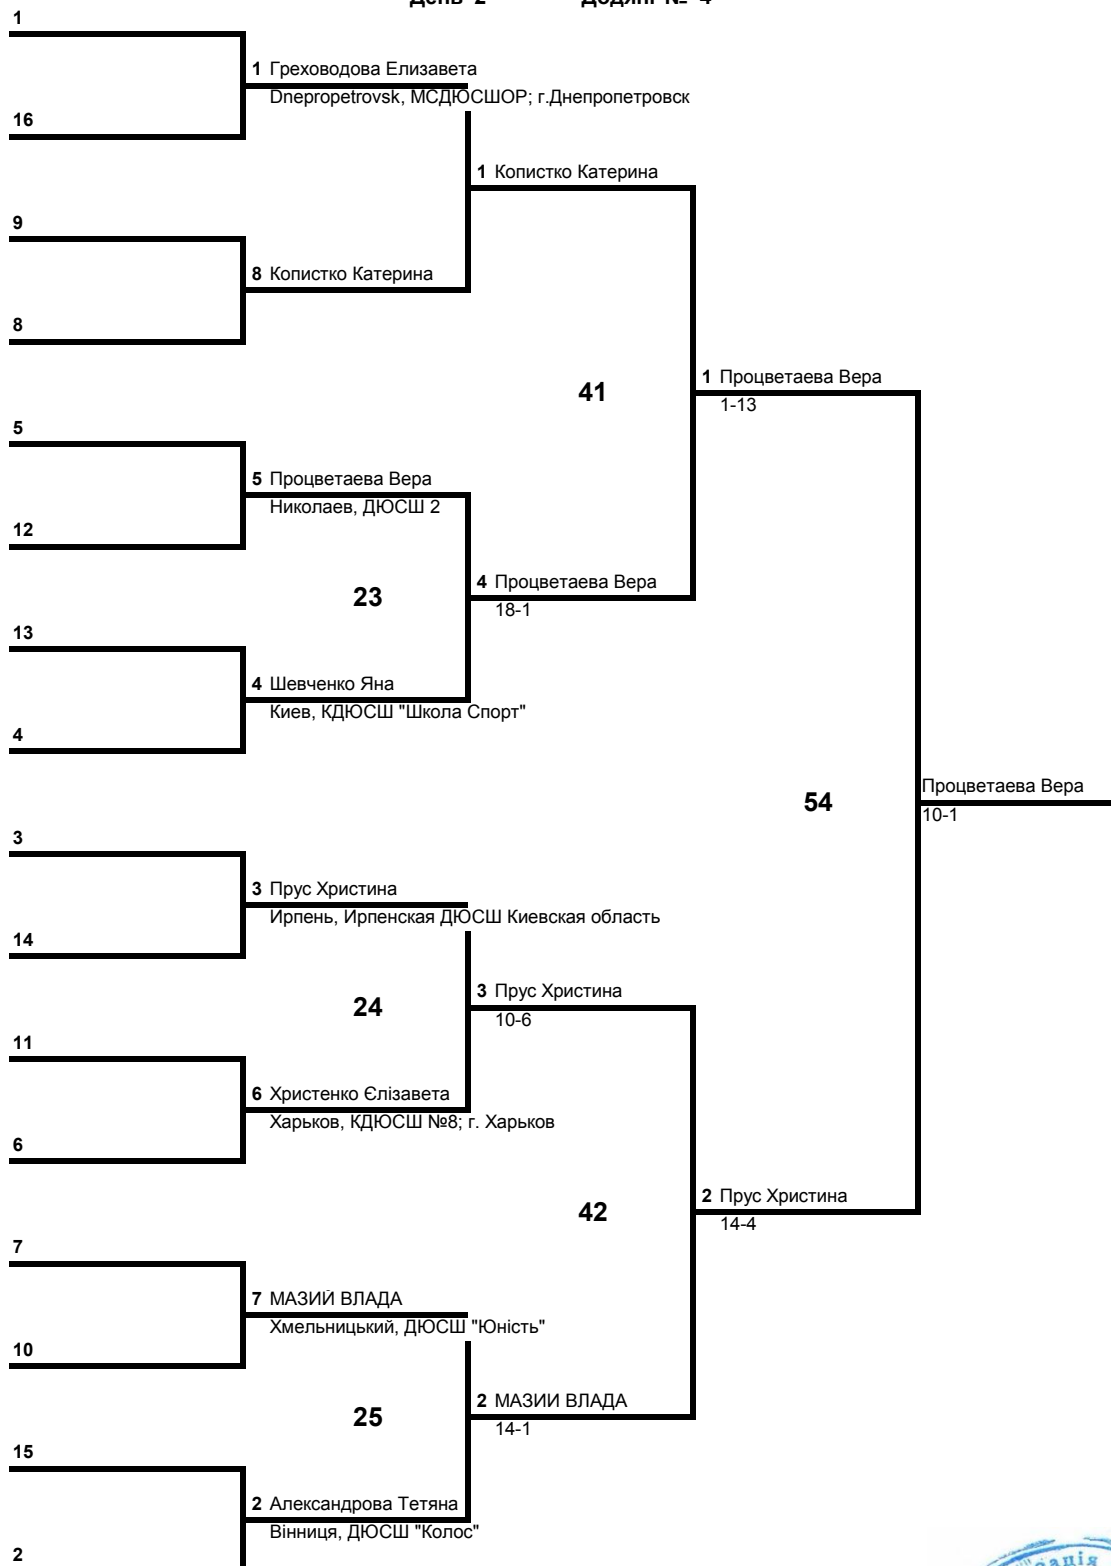 День 2 Додянг № 4
1
1 Греховодова Елизавета
Dnepropetrovsk, МСДЮСШОР; г.Днепропетровск
16
1 Копистко Катерина
9
8 Копистко Катерина
8
41
1 Процветаева Вера
1-13
5
5 Процветаева Вера
Николаев, ДЮСШ 2
12
23
4 Процветаева Вера
18-1
13
4 Шевченко Яна
Киев, КДЮСШ "Школа Спорт"
4
54
Процветаева Вера
10-1
3
3 Прус Христина
Ирпень, Ирпенская ДЮСШ Киевская область
14
24
3 Прус Христина
10-6
11
6 Христенко Єлізавета
Харьков, КДЮСШ №8; г. Харьков
6
42
2 Прус Христина
14-4
7
7 МАЗИЙ ВЛАДА
Хмельницький, ДЮСШ "Юність"
10
25
2 МАЗИИ ВЛАДА
14-1
15
2 Александрова Тетяна
Вінниця, ДЮСШ "Колос"
2